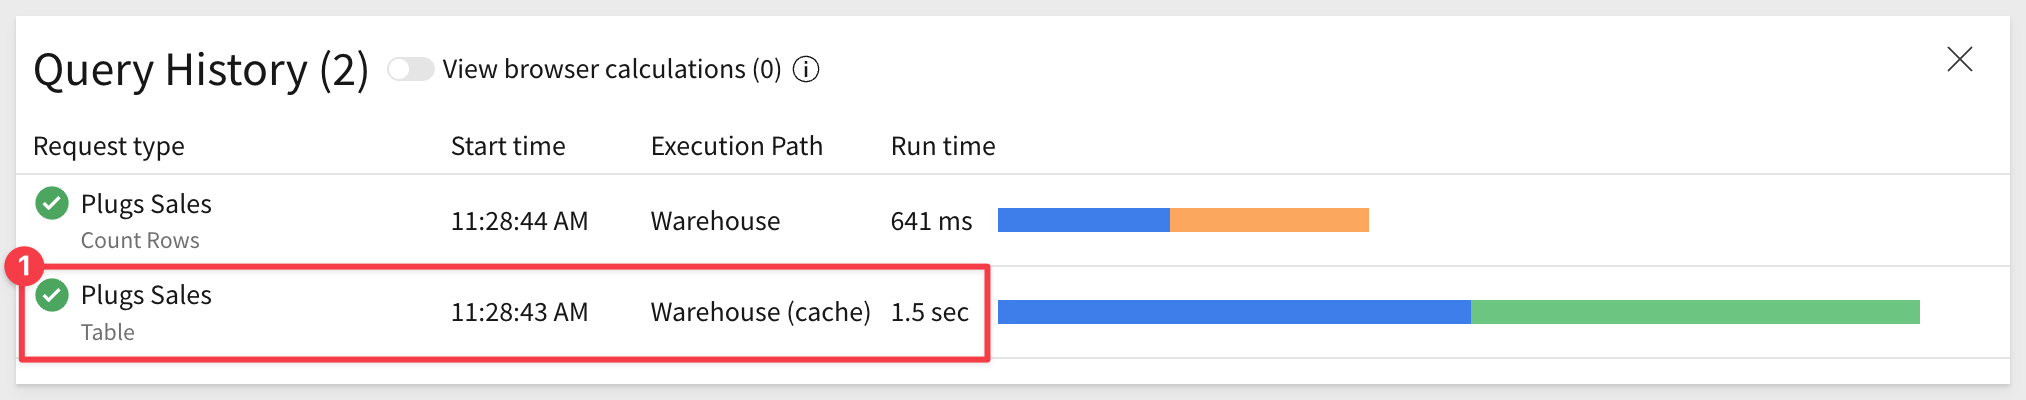 Query History (2) View browser calculations (0) i
Request type Start time Execution Path Run time
Plugs Sales 11:28:44 AM Warehouse 641 ms
Count Rows
1
Plugs Sales 11:28:43 AM Warehouse (cache) 1.5 sec
Table